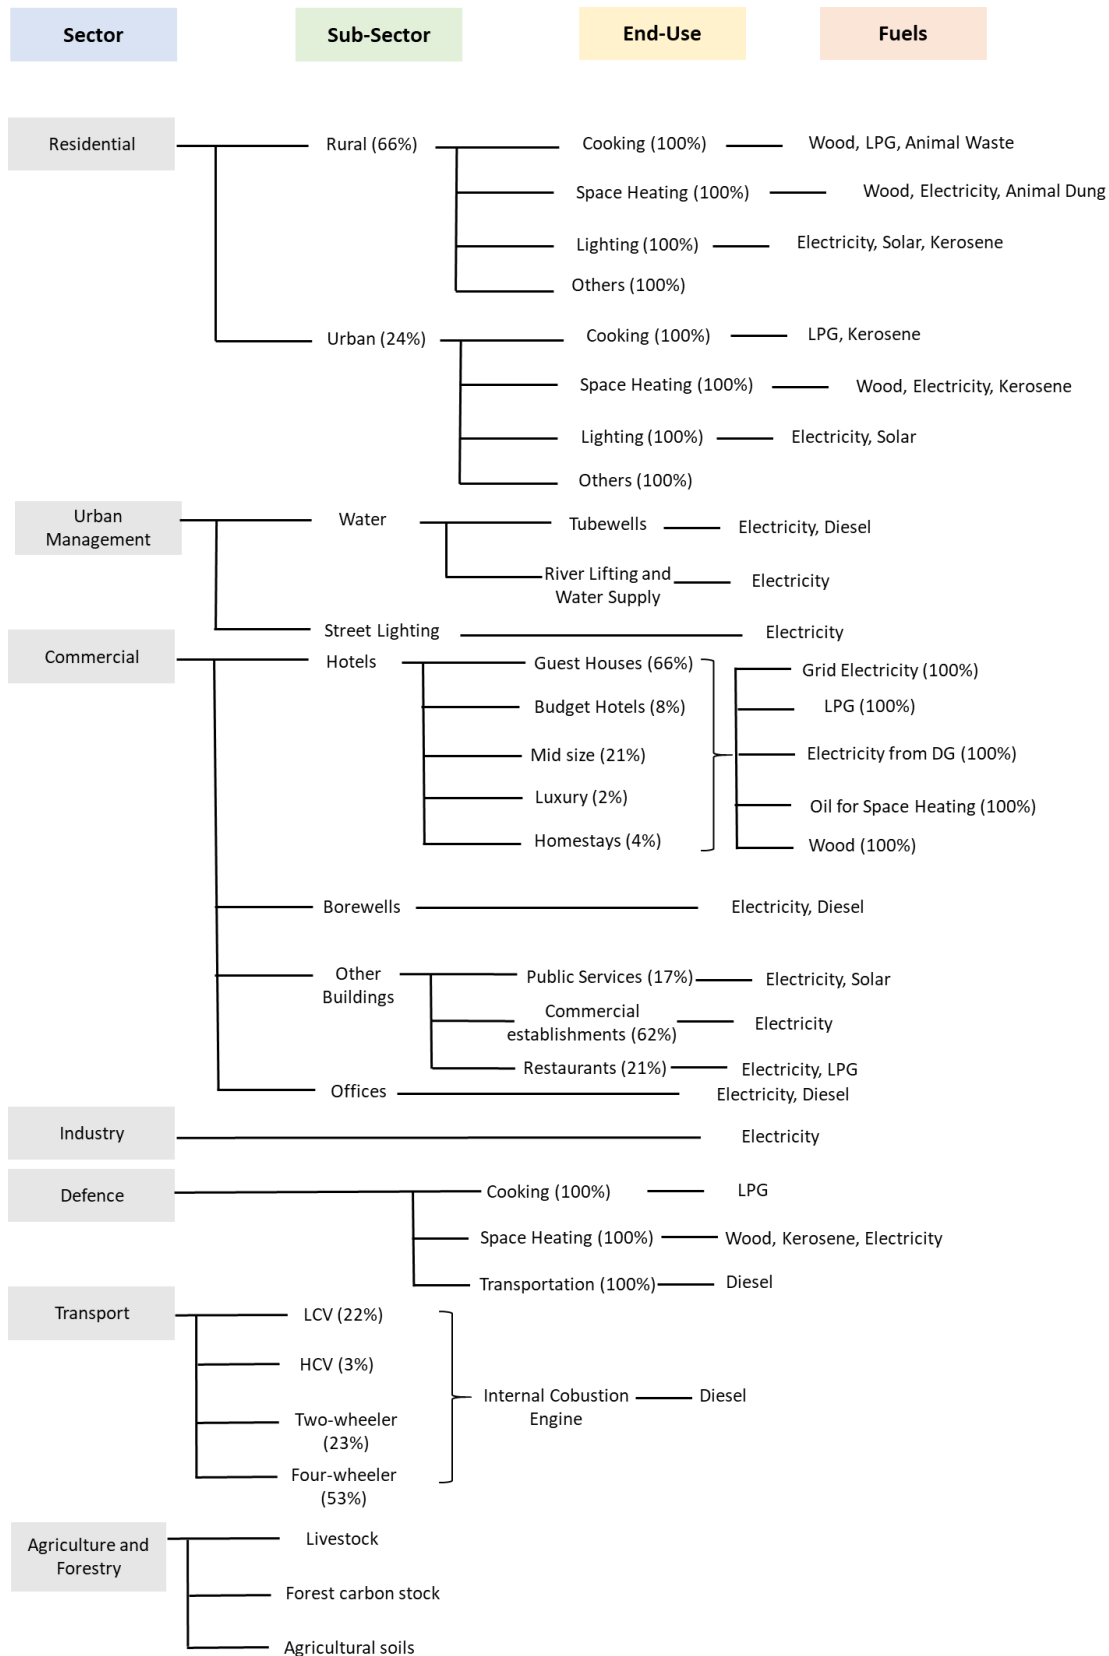 Sector
Sub-Sector
End-Use
Fuels
Residential
Rural (66%)
Cooking (100%)
Wood, LPG, Animal Waste
Space Heating (100%)
Wood, Electricity, Animal Dung
Lighting (100%)
Electricity, Solar, Kerosene
Others (100%)
Urban (24%)
Cooking (100%)
LPG, Kerosene
Space Heating (100%)
Wood, Electricity, Kerosene
Lighting (100%)
Electricity, Solar
Others (100%)
Urban
Management
Water
Tubewells
Electricity, Diesel
River Lifting and
Water Supply
Electricity
Street Lighting
Electricity
Commercial
Hotels
Guest Houses (66%)
Budget Hotels (8%)
Mid size (21%)
Luxury (2%)
Homestays (4%)
Grid Electricity (100%)
LPG (100%)
Electricity from DG (100%)
Oil for Space Heating (100%)
Wood (100%)
Borewells
Electricity, Diesel
Other
Buildings
Public Services (17%)
Electricity, Solar
Commercial
establishments (62%)
Electricity
Restaurants (21%)
Electricity, LPG
Offices
Electricity, Diesel
Industry
Electricity
Defence
Cooking (100%)
LPG
Space Heating (100%)
Wood, Kerosene, Electricity
Transportation (100%)
Diesel
Transport
LCV (22%)
HCV (3%)
Two-wheeler
(23%)
Four-wheeler
(53%)
Internal Cobustion
Engine
Diesel
Agriculture and
Forestry
Livestock
Forest carbon stock
Agricultural soils